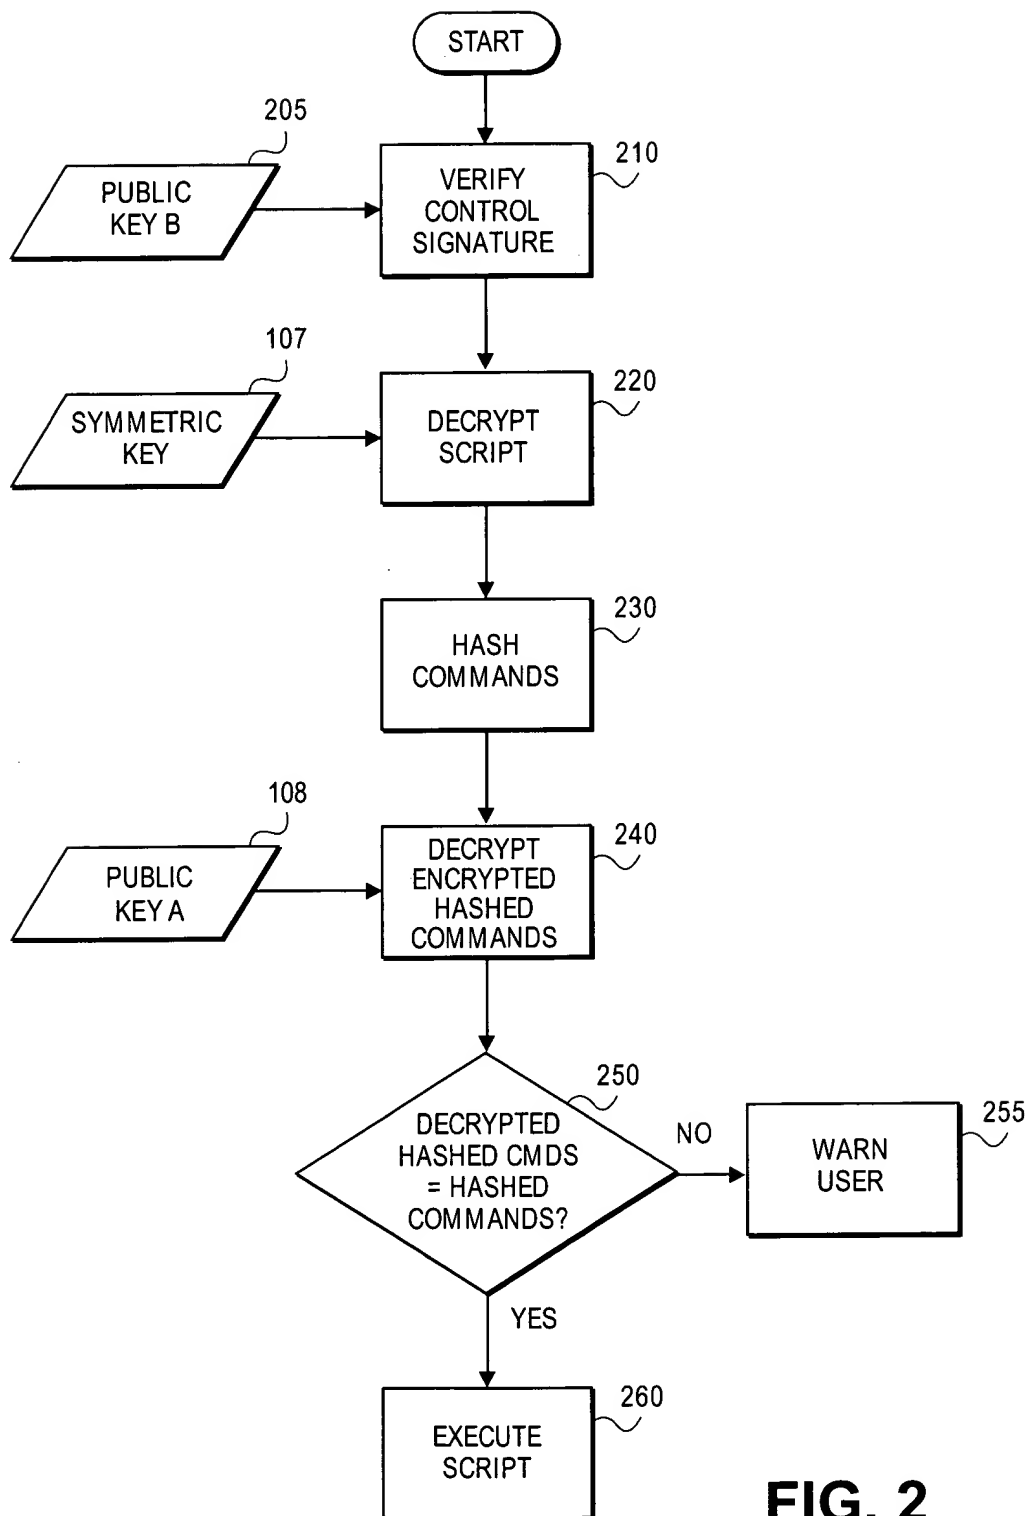 START
205
PUBLIC
KEY B
210
VERIFY
CONTROL
SIGNATURE
107
SYMMETRIC
KEY
220
DECRYPT
SCRIPT
230
HASH
COMMANDS
108
PUBLIC
KEY A
240
DECRYPT
ENCRYPTED
HASHED
COMMANDS
250
DECRYPTED
HASHED CMDS
= HASHED
COMMANDS?
NO
255
WARN
USER
YES
260
EXECUTE
SCRIPT
FIG. 2